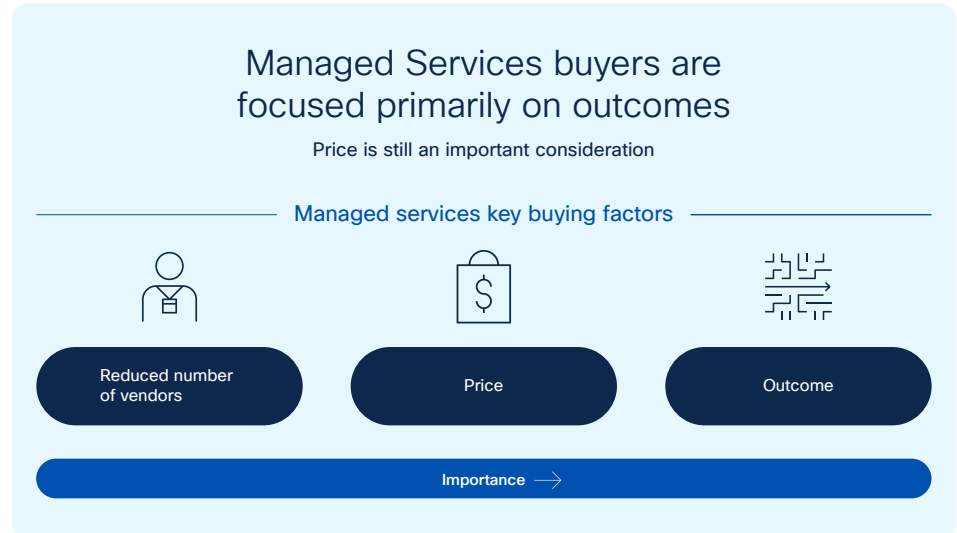 Managed Services buyers are
focused primarily on outcomes
Price is still an important consideration
Managed services key buying factors
$
Reduced number
of vendors
Price
Outcome
Importance →